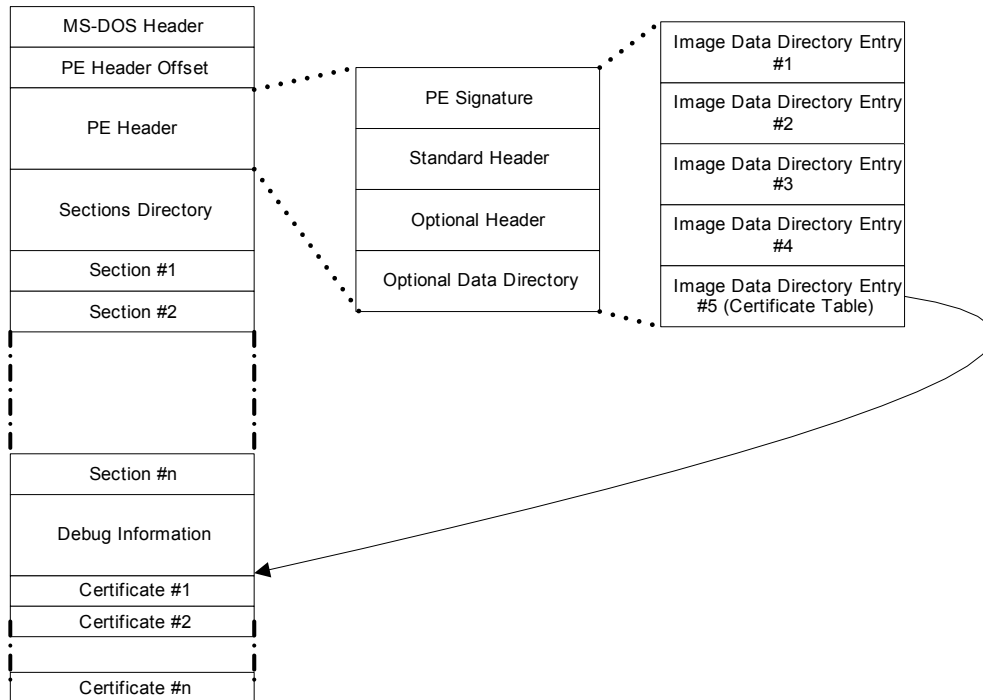 MS-DOS Header
PE Header Offset
PE Header
Sections Directory
Section #1
Section #2
Section #n
Debug Information
Certificate #1
Certificate #2
Certificate #n
PE Signature
Standard Header
Optional Header
Optional Data Directory
Image Data Directory Entry
#1
Image Data Directory Entry
#2
Image Data Directory Entry
#3
Image Data Directory Entry
#4
Image Data Directory Entry
#5 (Certificate Table)